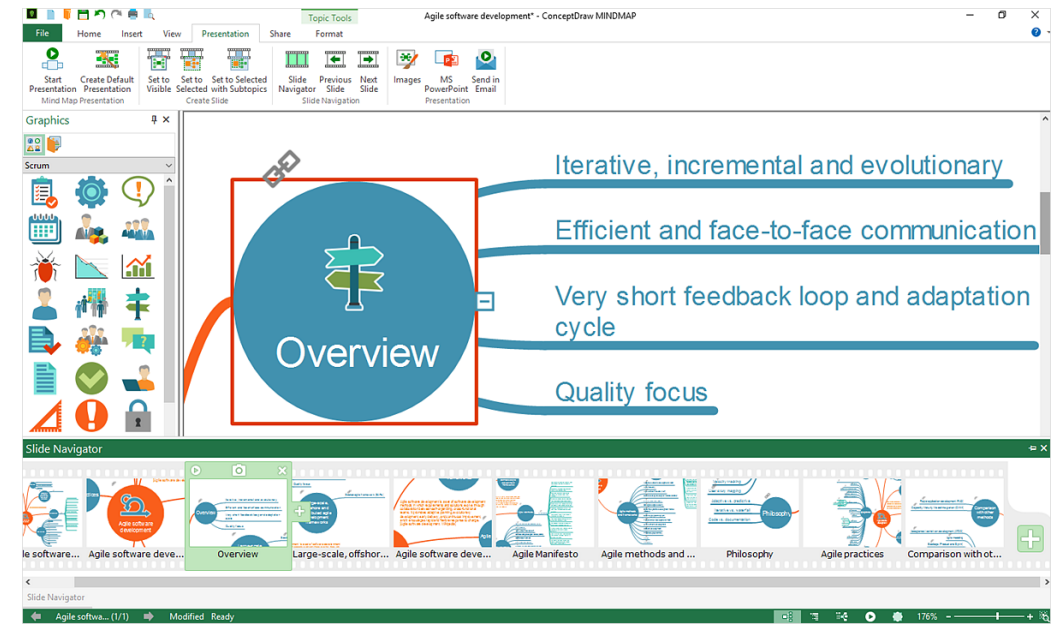 Topic Tools
Agile software development* - ConceptDraw MINDMAP
File Home Insert View Presentation Share Format
Start Presentation
Create Default Presentation
Mind Map Presentation
Set to Visible
Set to Selected
Set to Selected with Subtopics
Create Slide
Slide Navigator
Previous Slide
Next Slide
Slide Navigation
Images
MS PowerPoint
Send in Email
Presentation
Graphics
Scrum
Overview
Iterative, incremental and evolutionary
Efficient and face-to-face communication
Very short feedback loop and adaptation
cycle
Quality focus
Slide Navigator
Agile software development
Overview
Philosophy
le software...
Agile software deve...
Overview
Large-scale, offshor...
Agile software deve...
Agile Manifesto
Agile methods and ...
Philosophy
Agile practices
Comparison with ot...
Slide Navigator
Agile softwa... (1/1) Modified Ready 176%